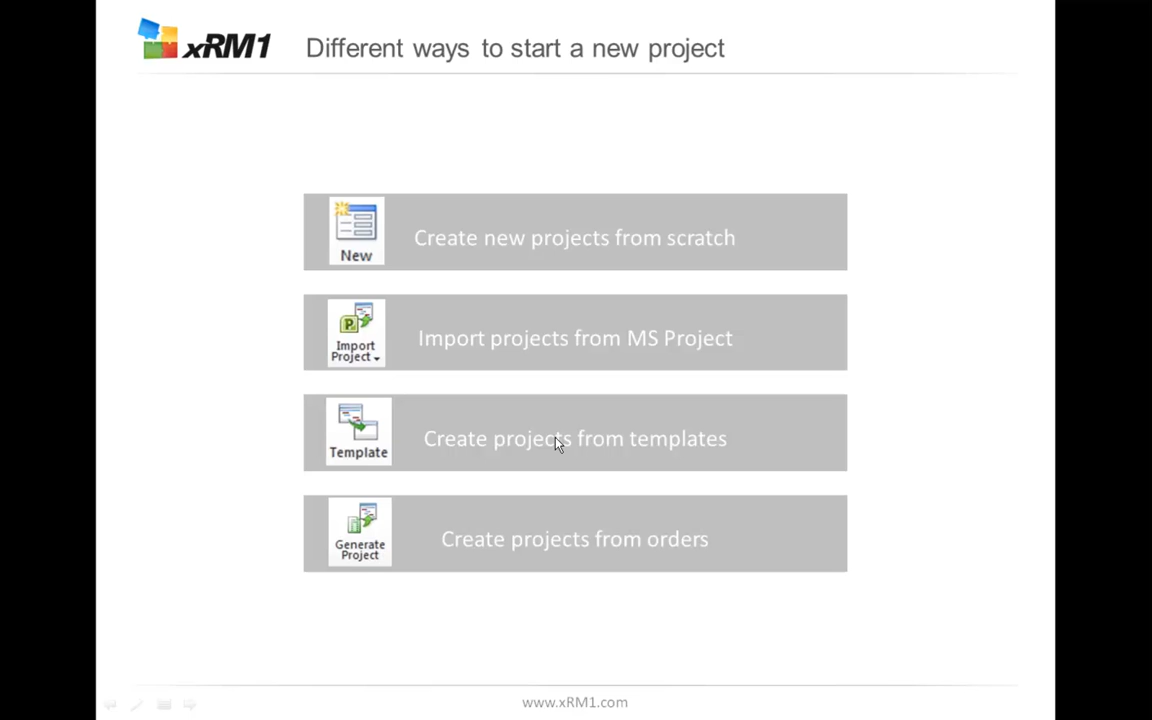 xRM1
Different ways to start a new project
New
Create new projects from scratch
Import
Project
Import projects from MS Project
Template
Create projects from templates
Generate
Project
Create projects from orders
www.xRM1.com